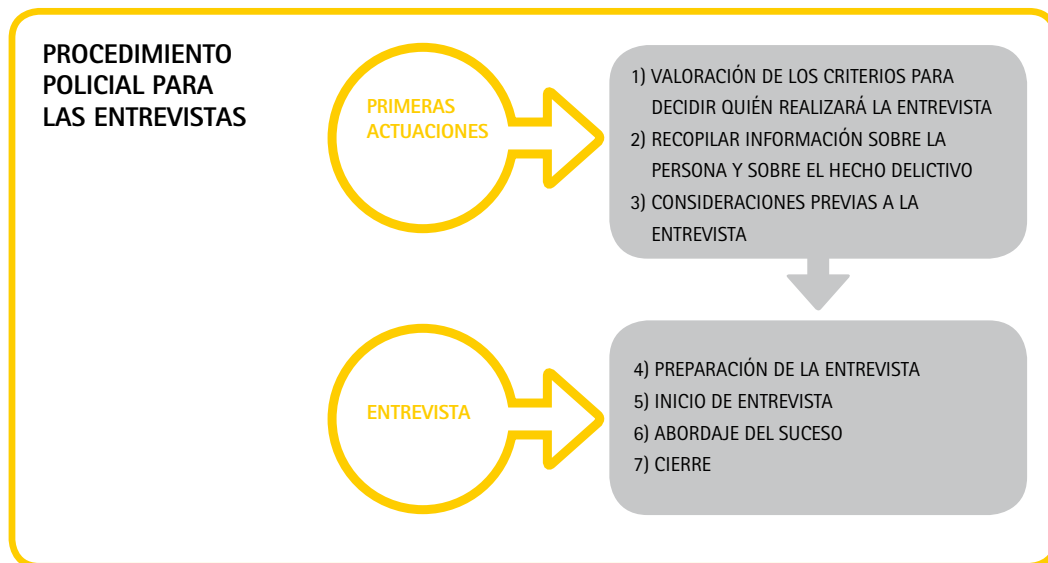 PROCEDIMIENTO
POLICIAL PARA
LAS ENTREVISTAS
PRIMERAS
ACTUACIONES
1) VALORACIÓN DE LOS CRITERIOS PARA
DECIDIR QUIÉN REALIZARÁ LA ENTREVISTA
2) RECOPILAR INFORMACIÓN SOBRE LA
PERSONA Y SOBRE EL HECHO DELICTIVO
3) CONSIDERACIONES PREVIAS A LA
ENTREVISTA
ENTREVISTA
4) PREPARACIÓN DE LA ENTREVISTA
5) INICIO DE ENTREVISTA
6) ABORDAJE DEL SUCESO
7) CIERRE